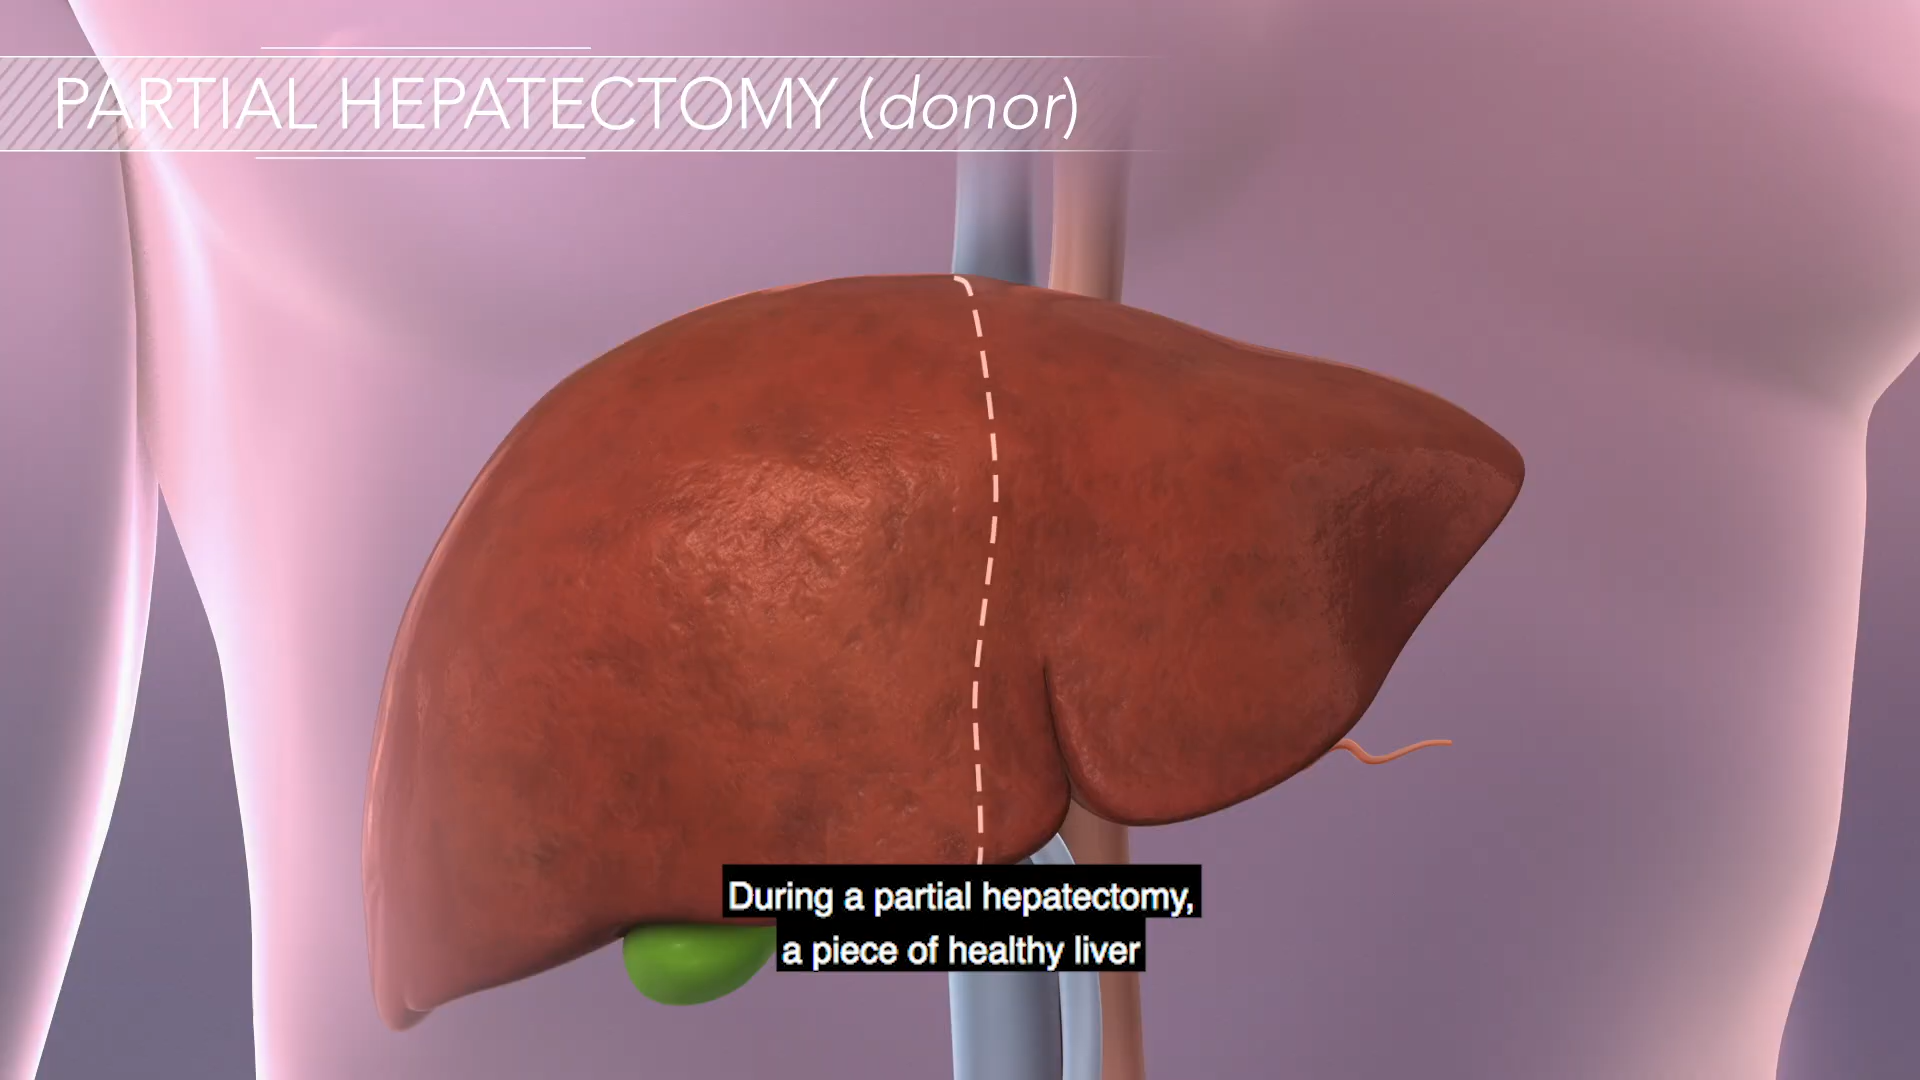 PARTIAL HEPATECTOMY (donor)
During a partial hepatectomy,
a piece of healthy liver